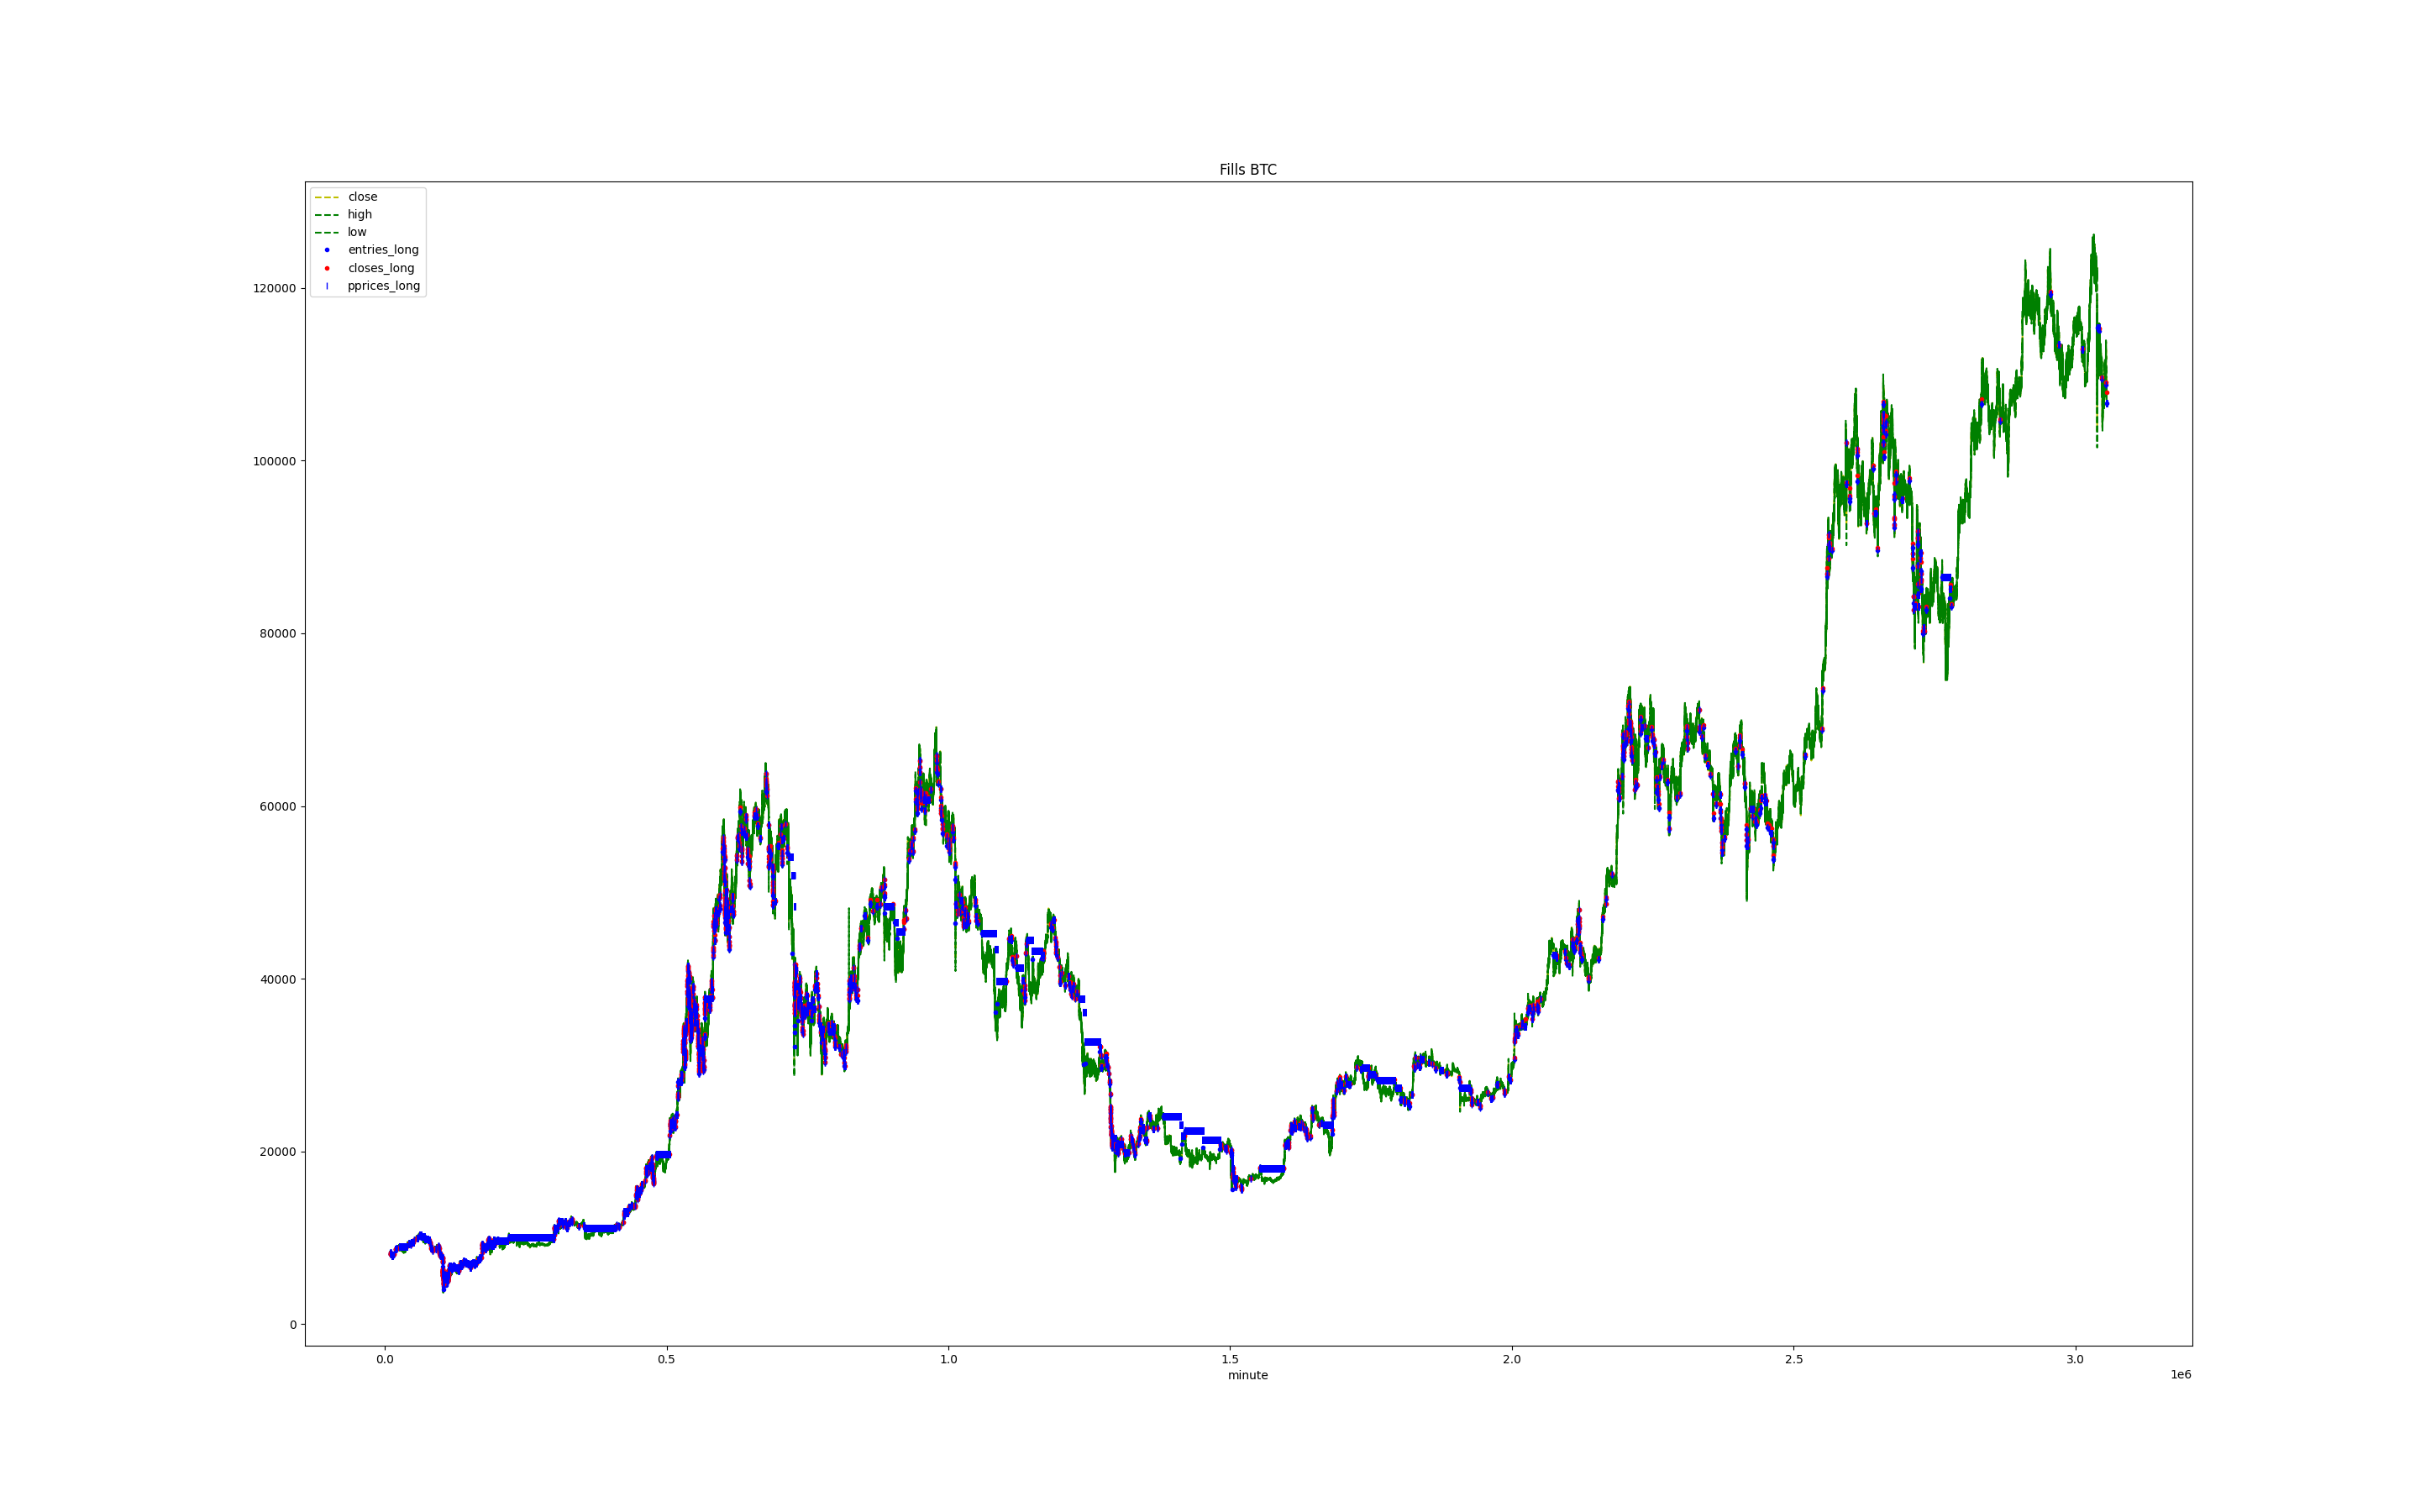 Fills BTC
close
high
low
entries_long
closes_long
pprices_long
120000
100000
80000
60000
40000
20000
0
0.0 0.5 1.0 1.5 2.0 2.5 3.0
minute
1e6